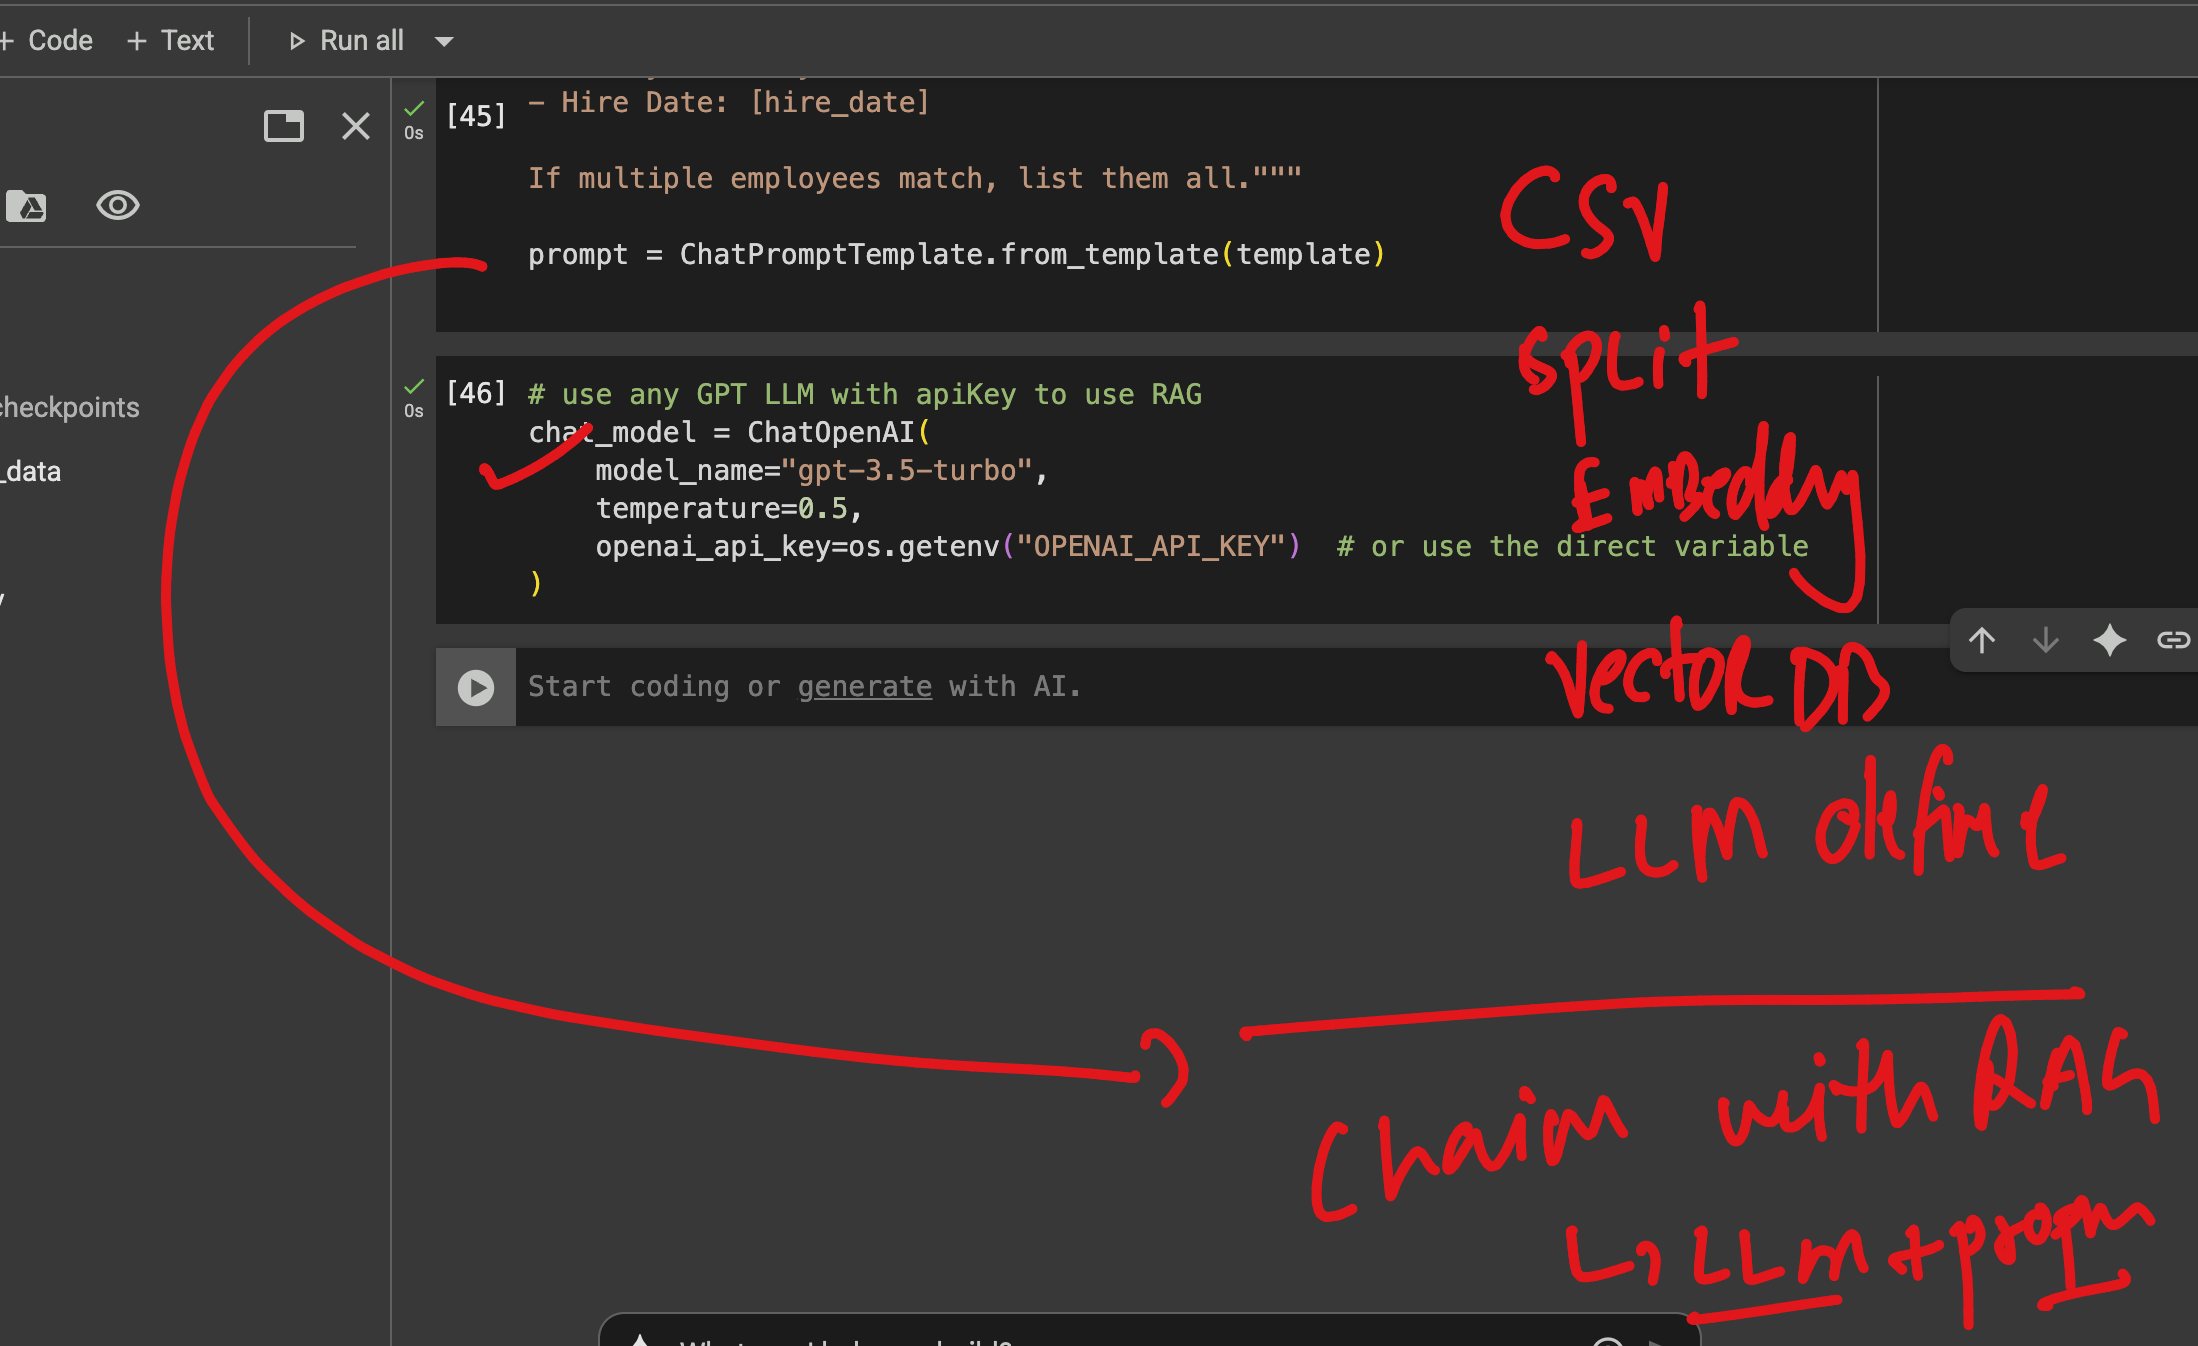 + Code + Text Run all
[45] - Hire Date: [hire_date]
0s
If multiple employees match, list them all."""
prompt = ChatPromptTemplate.from_template(template)
CSV
split
Embedding
vector DB
LLM define
checkpoints
_data
[46] # use any GPT LLM with apiKey to use RAG
0s
chat_model = ChatOpenAI(
model_name="gpt-3.5-turbo",
temperature=0.5,
openai_api_key=os.getenv("OPENAI_API_KEY") # or use the direct variable
)
Start coding or generate with AI.
Chain with RAG
LLM +